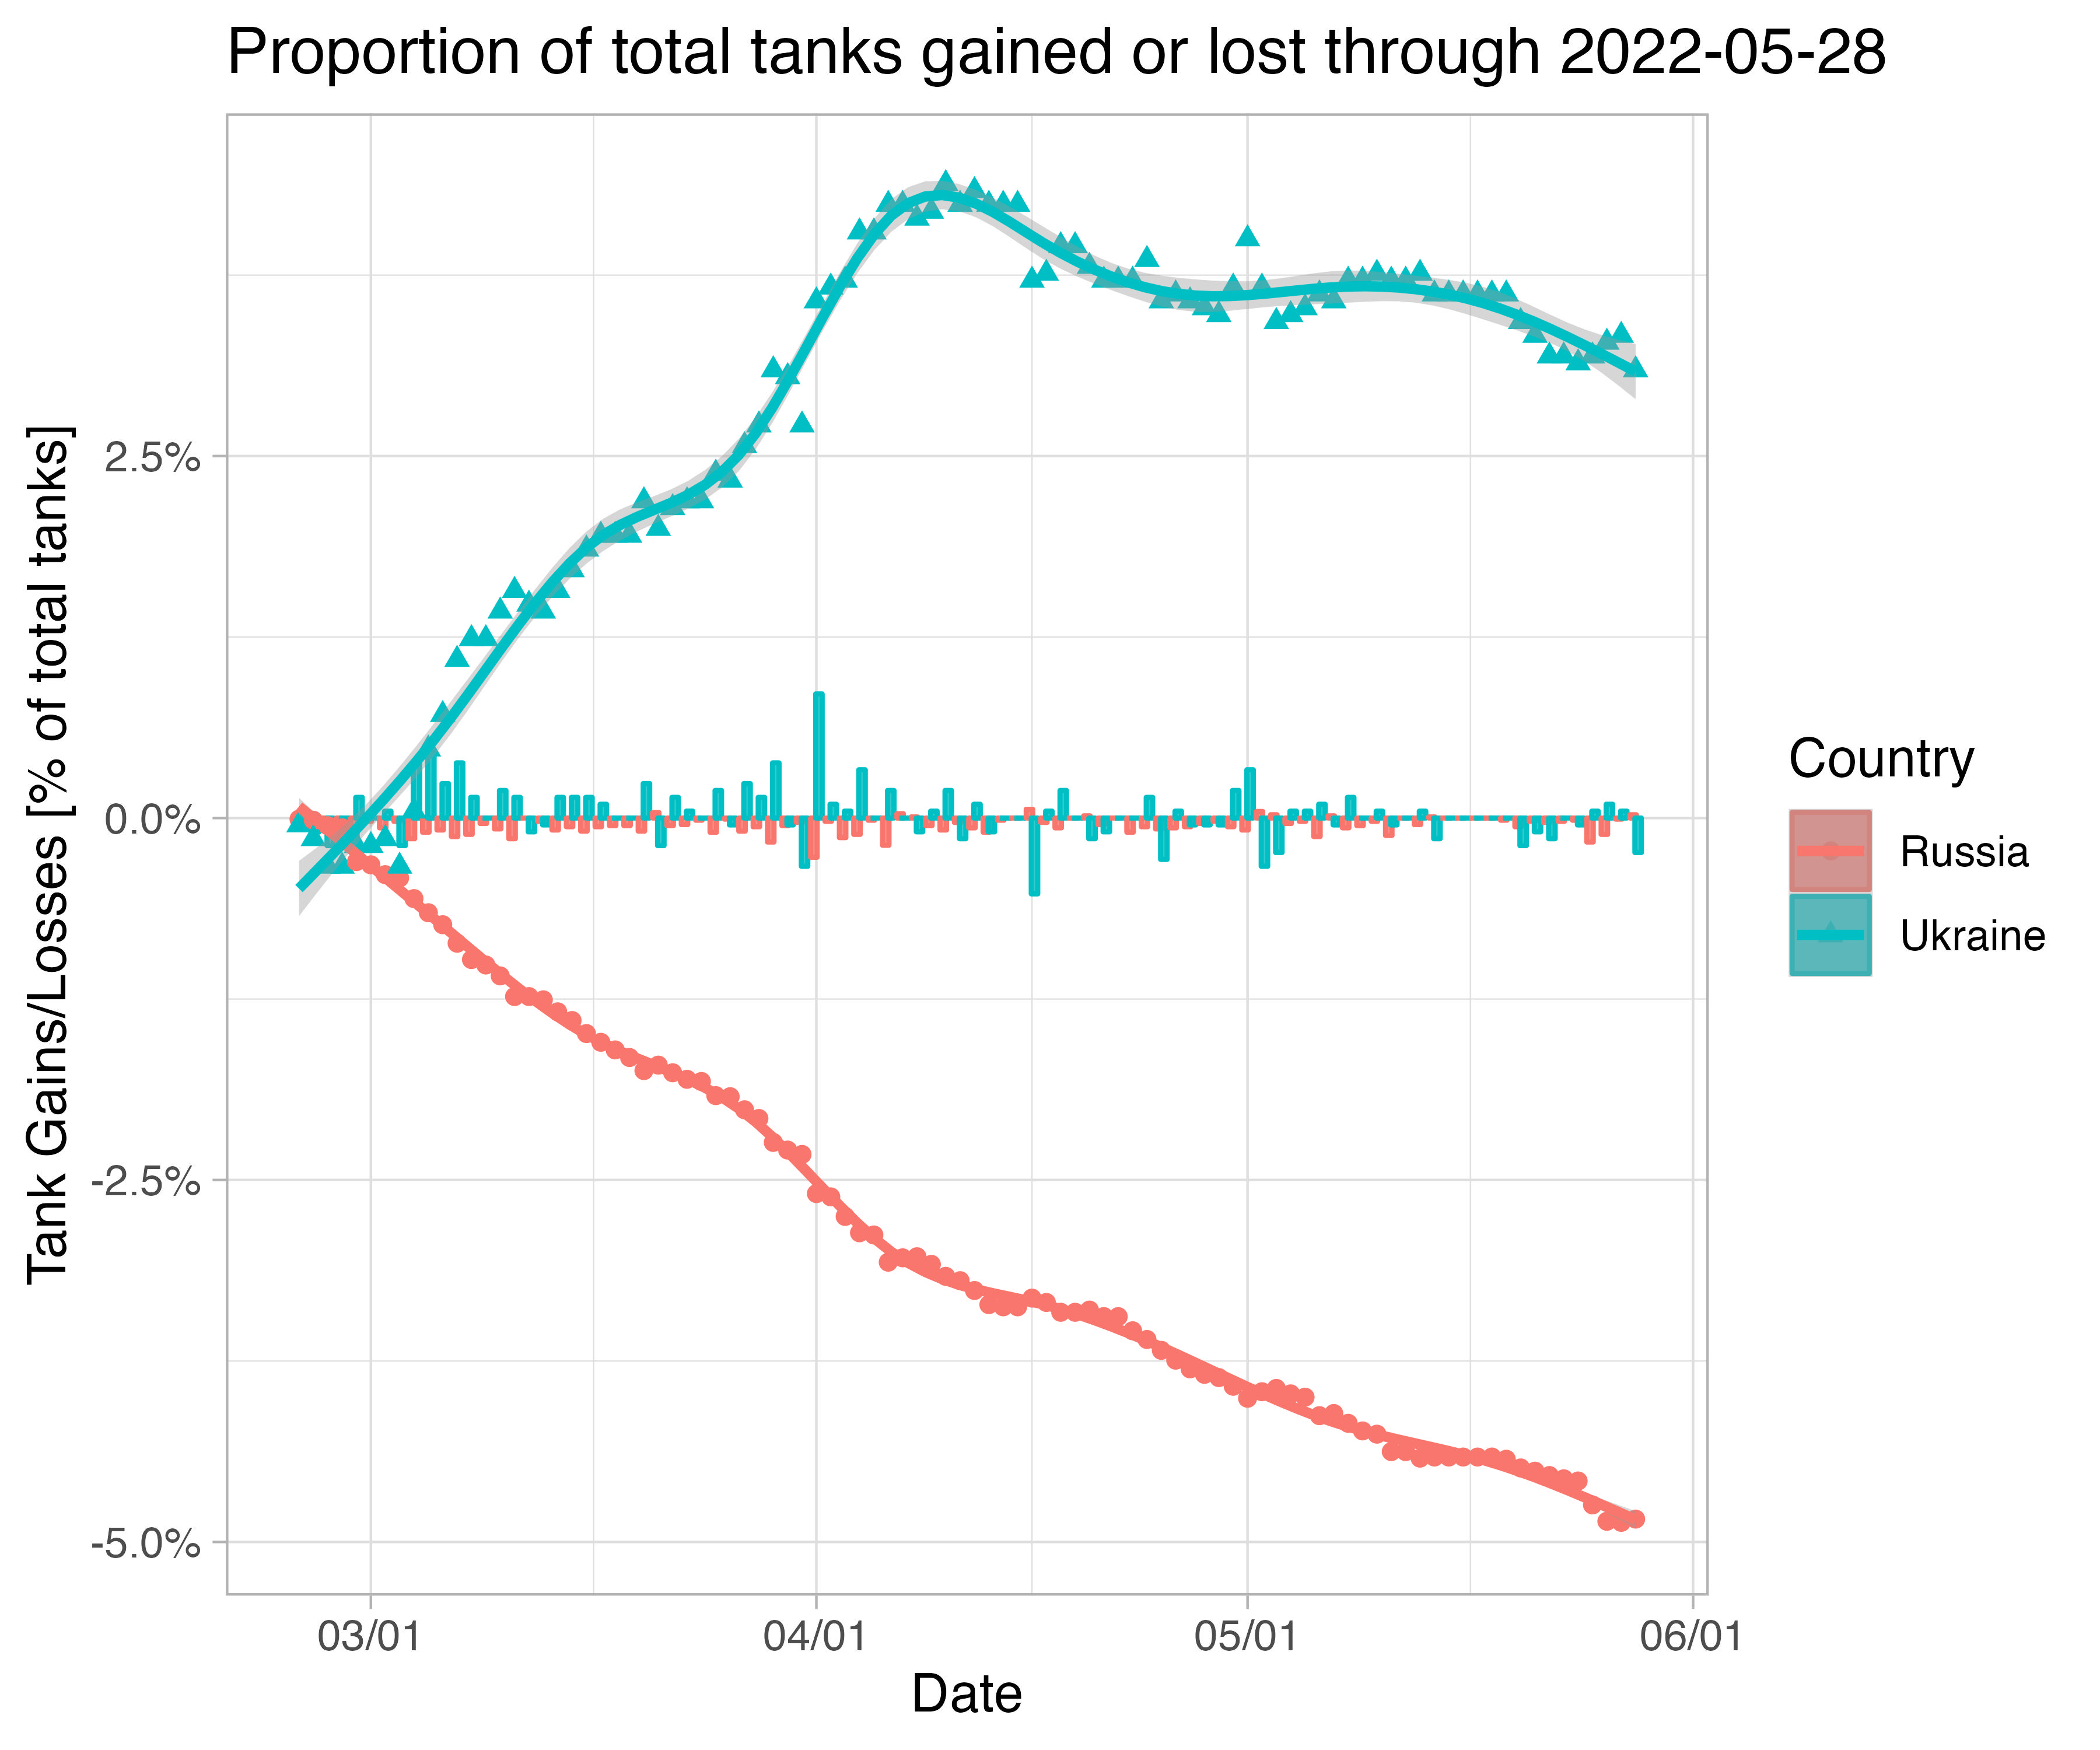 Proportion of total tanks gained or lost through 2022-05-28
Tank Gains/Losses [% of total tanks]
2.5%
0.0%
-2.5%
-5.0%
03/01
04/01
05/01
06/01
Date
Country
Russia
Ukraine